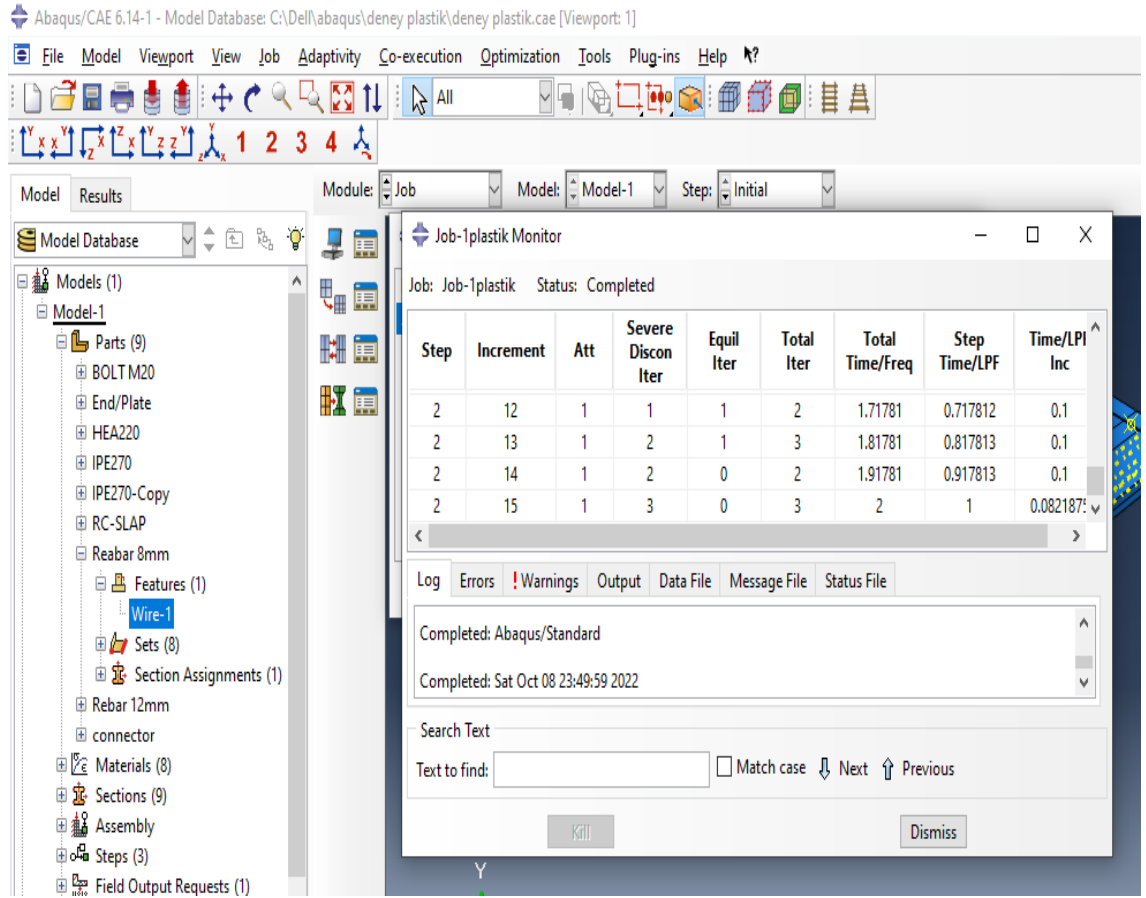 Abaqus/CAE 6.14-1 - Model Database: C:\Dell\abaqus\deney plastik\deney plastik.cae [Viewport: 1]
File Model Viewport View Job Adaptivity Co-execution Optimization Tools Plug-ins Help ?
All
1 2 3 4
Model Results
Module: Job Model: Model-1 Step: Initial
Model Database
Models (1)
Model-1
Parts (9)
BOLT M20
End/Plate
HEA220
IPE270
IPE270-Copy
RC-SLAP
Reabar 8mm
Features (1)
Wire-1
Sets (8)
Section Assignments (1)
Rebar 12mm
connector
Materials (8)
Sections (9)
Assembly
Steps (3)
Field Output Requests (1)
Job-1plastik Monitor
Job: Job-1plastik Status: Completed
Step Increment Att Severe Discon Iter Equil Iter Total Iter Total Time/Freq Step Time/LPF Time/LPF Inc
2 12 1 1 1 2 1.71781 0.717812 0.1
2 13 1 2 1 3 1.81781 0.817813 0.1
2 14 1 2 0 2 1.91781 0.917813 0.1
2 15 1 3 0 3 2 1 0.0821875
Log Errors ! Warnings Output Data File Message File Status File
Completed: Abaqus/Standard
Completed: Sat Oct 08 23:49:59 2022
Search Text
Text to find: Match case Next Previous
Kill Dismiss
Y